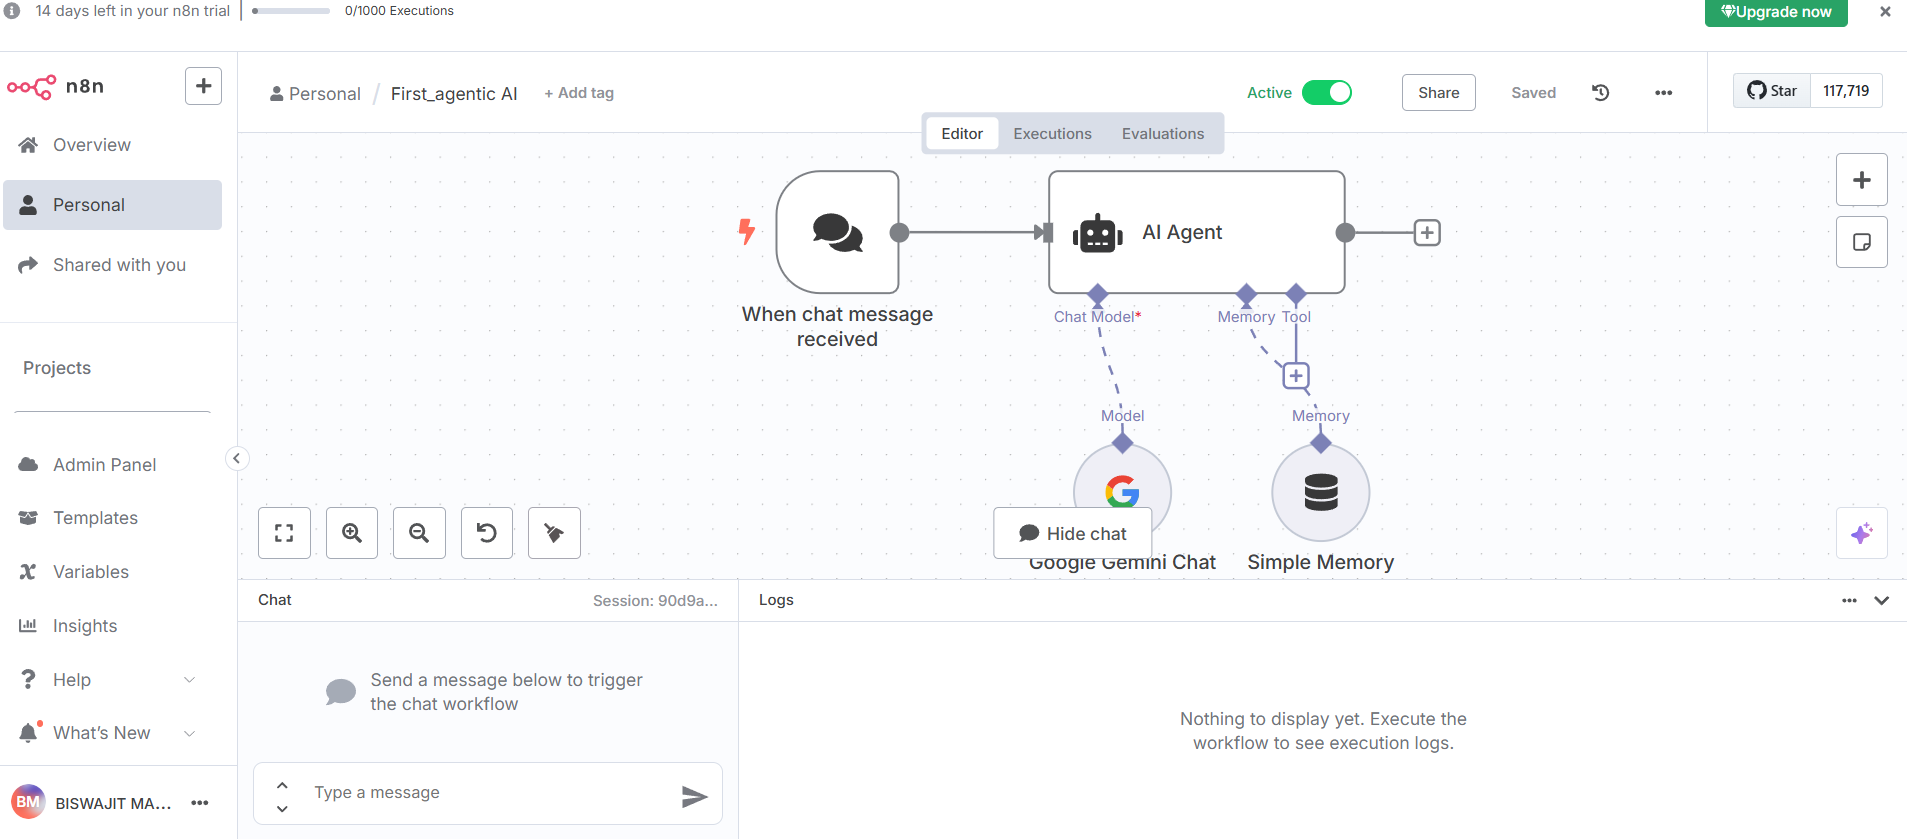 14 days left in your n8n trial
0/1000 Executions
Upgrade now
n8n
Personal / First_agentic AI + Add tag
Active
Share
Saved
Star 117,719
Editor Executions Evaluations
Overview
Personal
Shared with you
Projects
Admin Panel
Templates
Variables
Insights
Help
What's New
BM BISWAJIT MA...
AI Agent
When chat message
received
Chat Model*
Memory Tool
Model
Memory
Hide chat
Google Gemini Chat
Simple Memory
Chat
Session: 90d9a...
Send a message below to trigger
the chat workflow
Type a message
Logs
Nothing to display yet. Execute the
workflow to see execution logs.